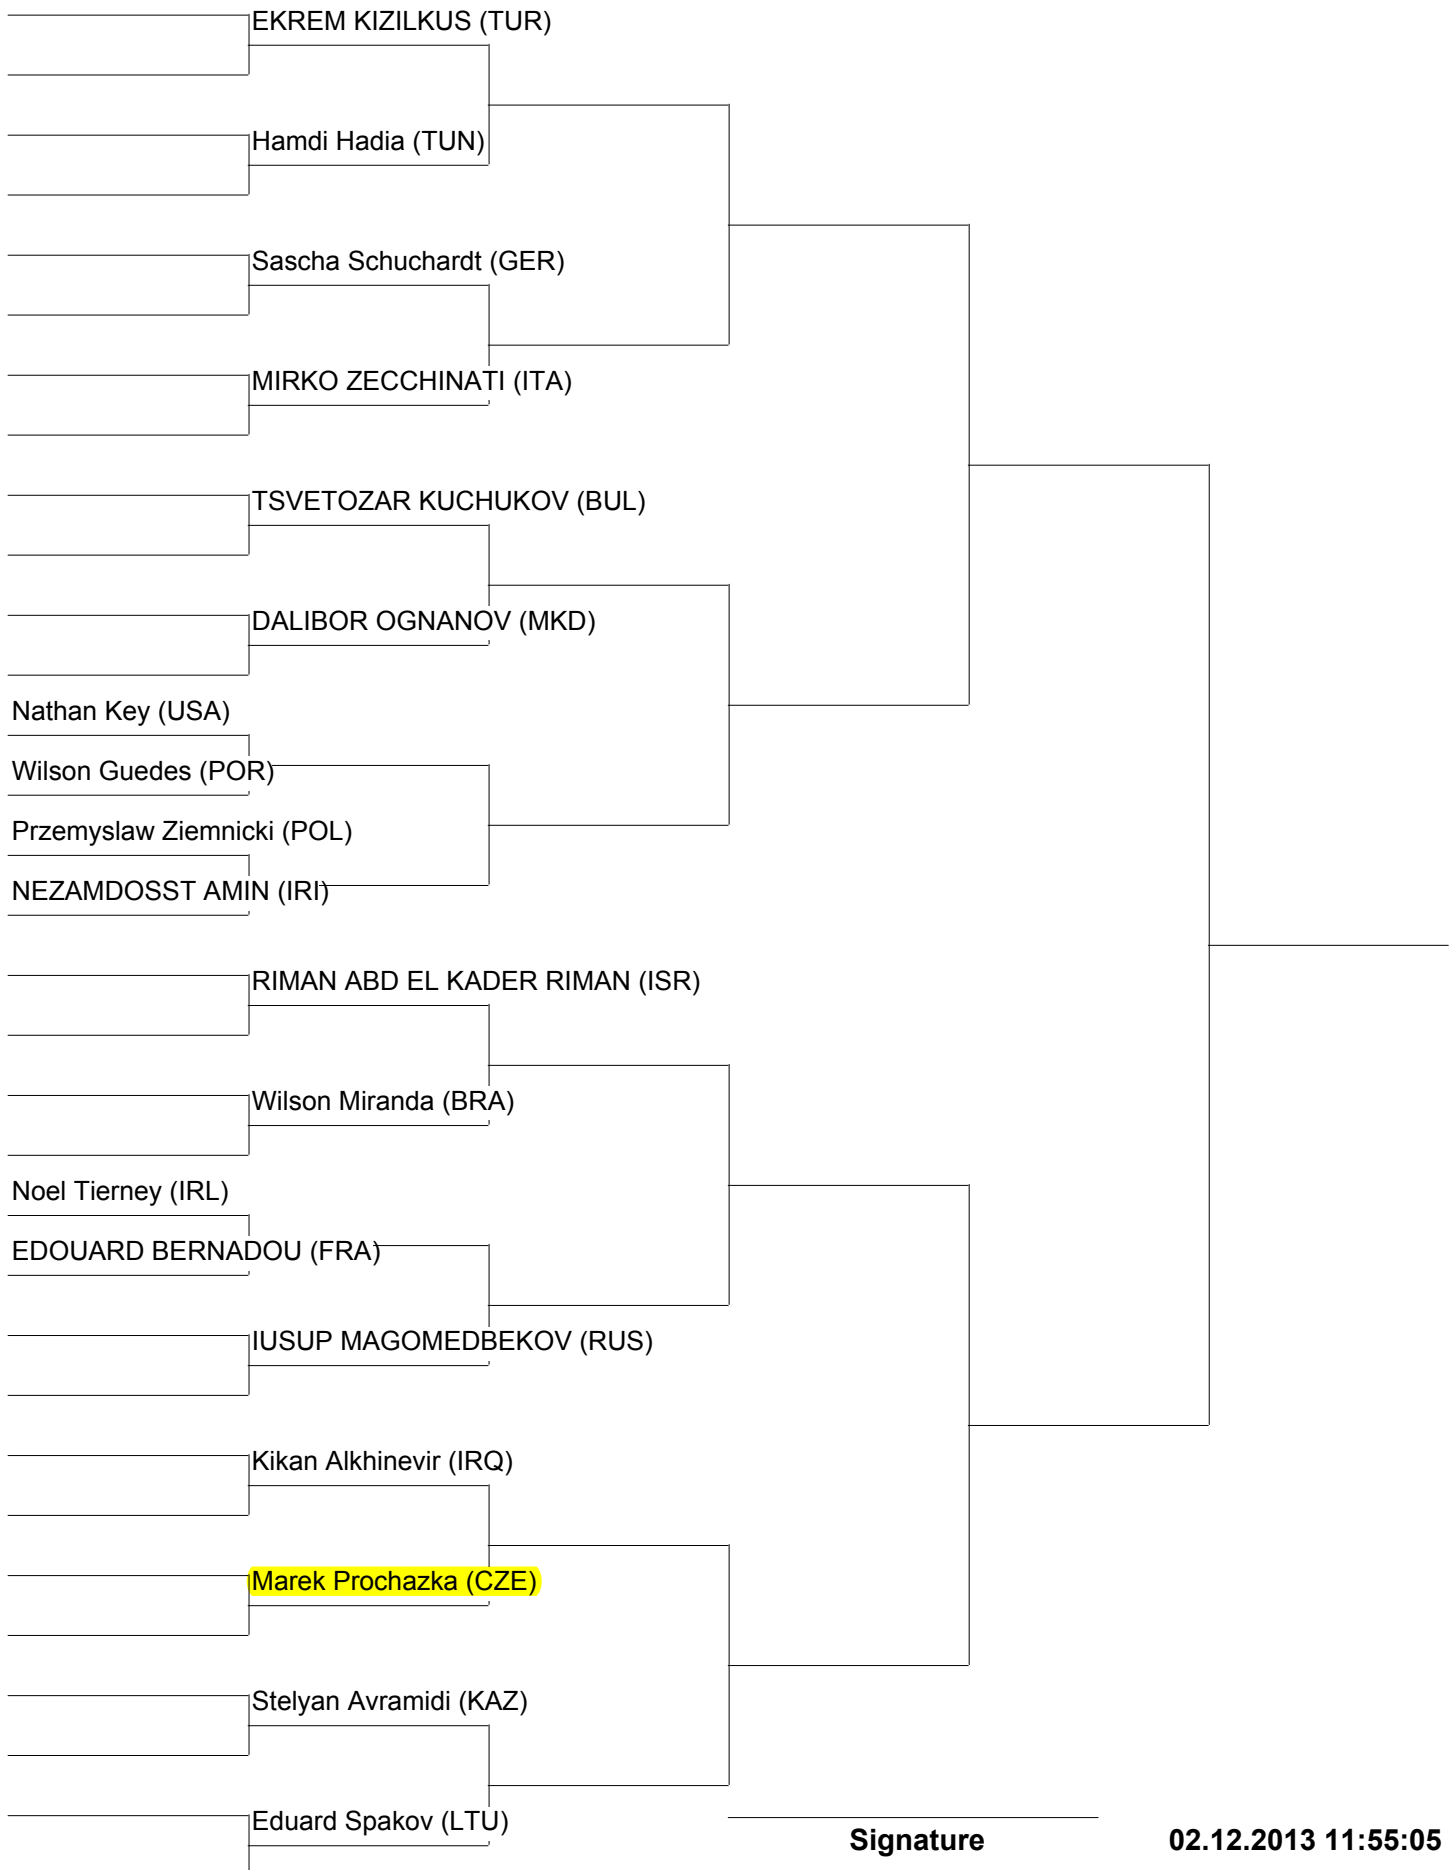 EKREM KIZILKUS (TUR)
Hamdi Hadia (TUN)
Sascha Schuchardt (GER)
MIRKO ZECCHINATI (ITA)
TSVETOZAR KUCHUKOV (BUL)
DALIBOR OGNANOV (MKD)
Nathan Key (USA)
Wilson Guedes (POR)
Przemyslaw Ziemnicki (POL)
NEZAMDOSST AMIN (IRI)
RIMAN ABD EL KADER RIMAN (ISR)
Wilson Miranda (BRA)
Noel Tierney (IRL)
EDOUARD BERNADOU (FRA)
IUSUP MAGOMEDBEKOV (RUS)
Kikan Alkhinevir (IRQ)
Marek Prochazka (CZE)
Stelyan Avramidi (KAZ)
Eduard Spakov (LTU)
Signature
02.12.2013 11:55:05